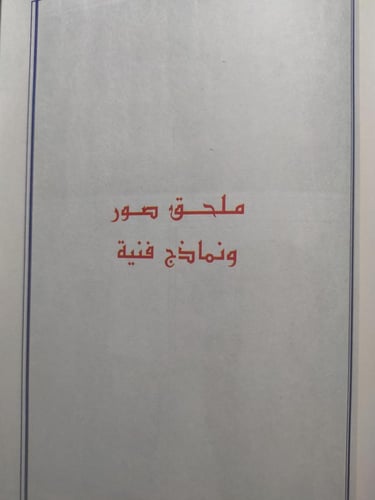 ملحق صور
ونماذج فنية